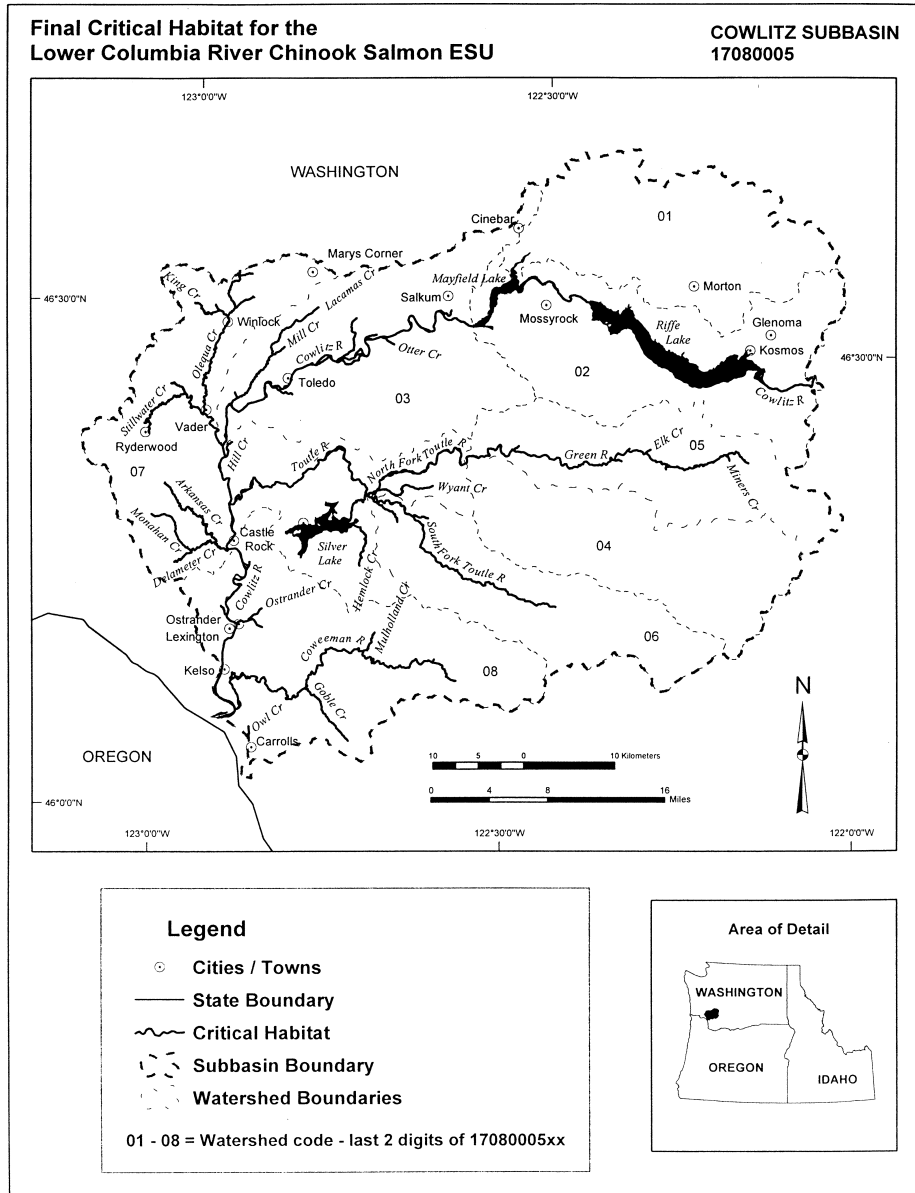 Final Critical Habitat for the
Lower Columbia River Chinook Salmon ESU
COWLITZ SUBBASIN
17080005
123°0'0"W
122°30'0"W
WASHINGTON
01
Cinebar
Marys Corner
King Cr
Lacamas Cr
Mayfield Lake
Morton
46°30'0"N
Salkum
Winlock
Mossyrock
Glenoma
Riffe
Lake
Mill Cr
Olequa Cr
Cowlitz R
Otter Cr
Kosmos
46°30'0"N
Toledo
02
Cowlitz R
Stillwater Cr
03
Vader
Ryderwood
Hill Cr
Toutle R
North Fork Toutle R
Green R
Elk Cr
05
07
Miners Cr
Arkansas Cr
Wyant Cr
Monahan Cr
Castle
Rock
Silver
Lake
South Fork Toutle R
04
Delameter Cr
Hemlock Cr
Cowlitz R
Ostrander Cr
Mulholland Cr
Ostrander
Lexington
06
Coweeman R
Kelso
08
Goble Cr
N
Owl Cr
Carrolls
OREGON
10 5 0 10 Kilometers
0 4 8 16
Miles
46°0'0"N
123°0'0"W
122°30'0"W
122°0'0"W
Legend
Cities / Towns
State Boundary
Critical Habitat
Subbasin Boundary
Watershed Boundaries
01 - 08 = Watershed code - last 2 digits of 17080005xx
Area of Detail
WASHINGTON
OREGON
IDAHO